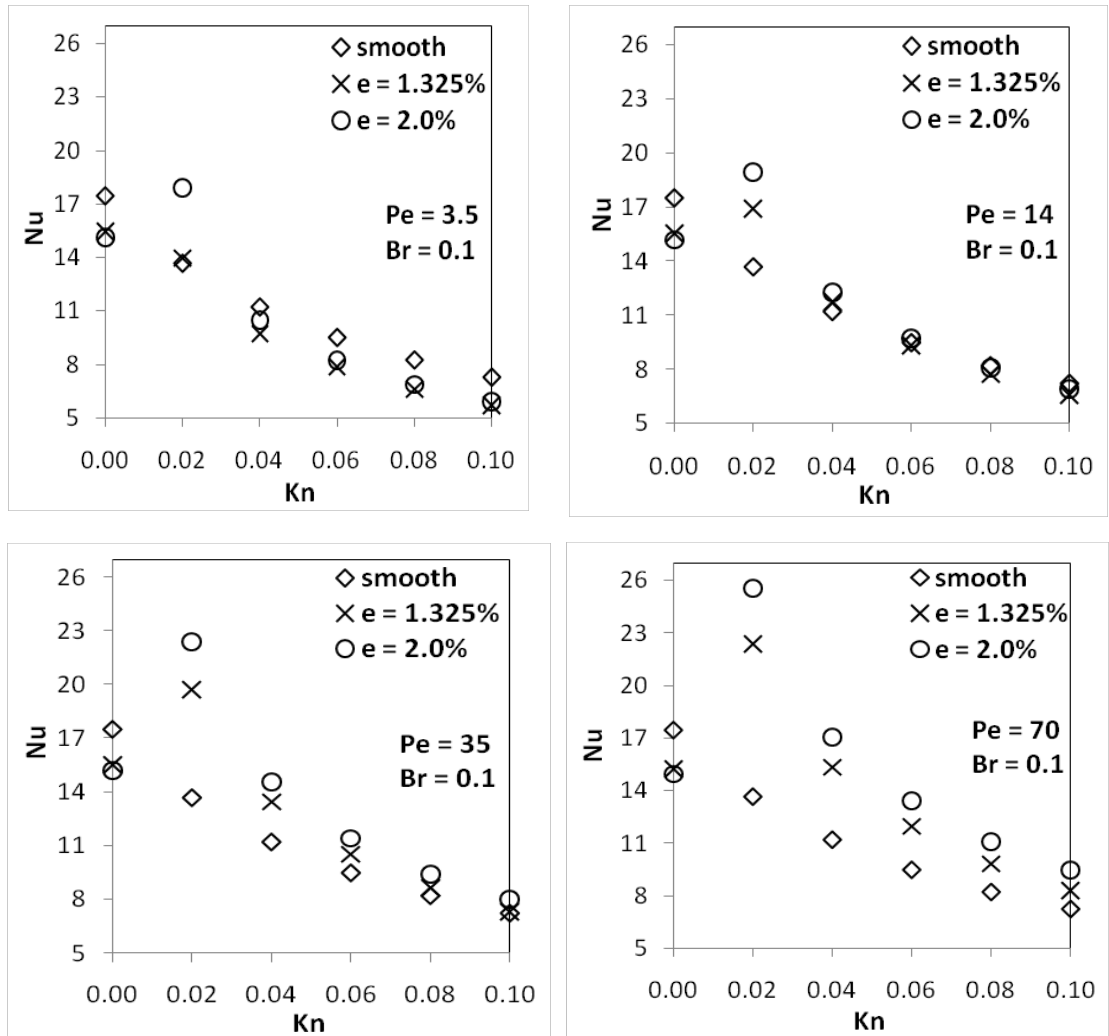 26
23
20
17
14
11
8
5
Nu
smooth
e = 1.325%
e = 2.0%
Pe = 3.5
Br = 0.1
0.00 0.02 0.04 0.06 0.08 0.10
Kn
26
23
20
17
14
11
8
5
Nu
smooth
e = 1.325%
e = 2.0%
Pe = 14
Br = 0.1
0.00 0.02 0.04 0.06 0.08 0.10
Kn
26
23
20
17
14
11
8
5
Nu
smooth
e = 1.325%
e = 2.0%
Pe = 35
Br = 0.1
0.00 0.02 0.04 0.06 0.08 0.10
Kn
26
23
20
17
14
11
8
5
Nu
smooth
e = 1.325%
e = 2.0%
Pe = 70
Br = 0.1
0.00 0.02 0.04 0.06 0.08 0.10
Kn